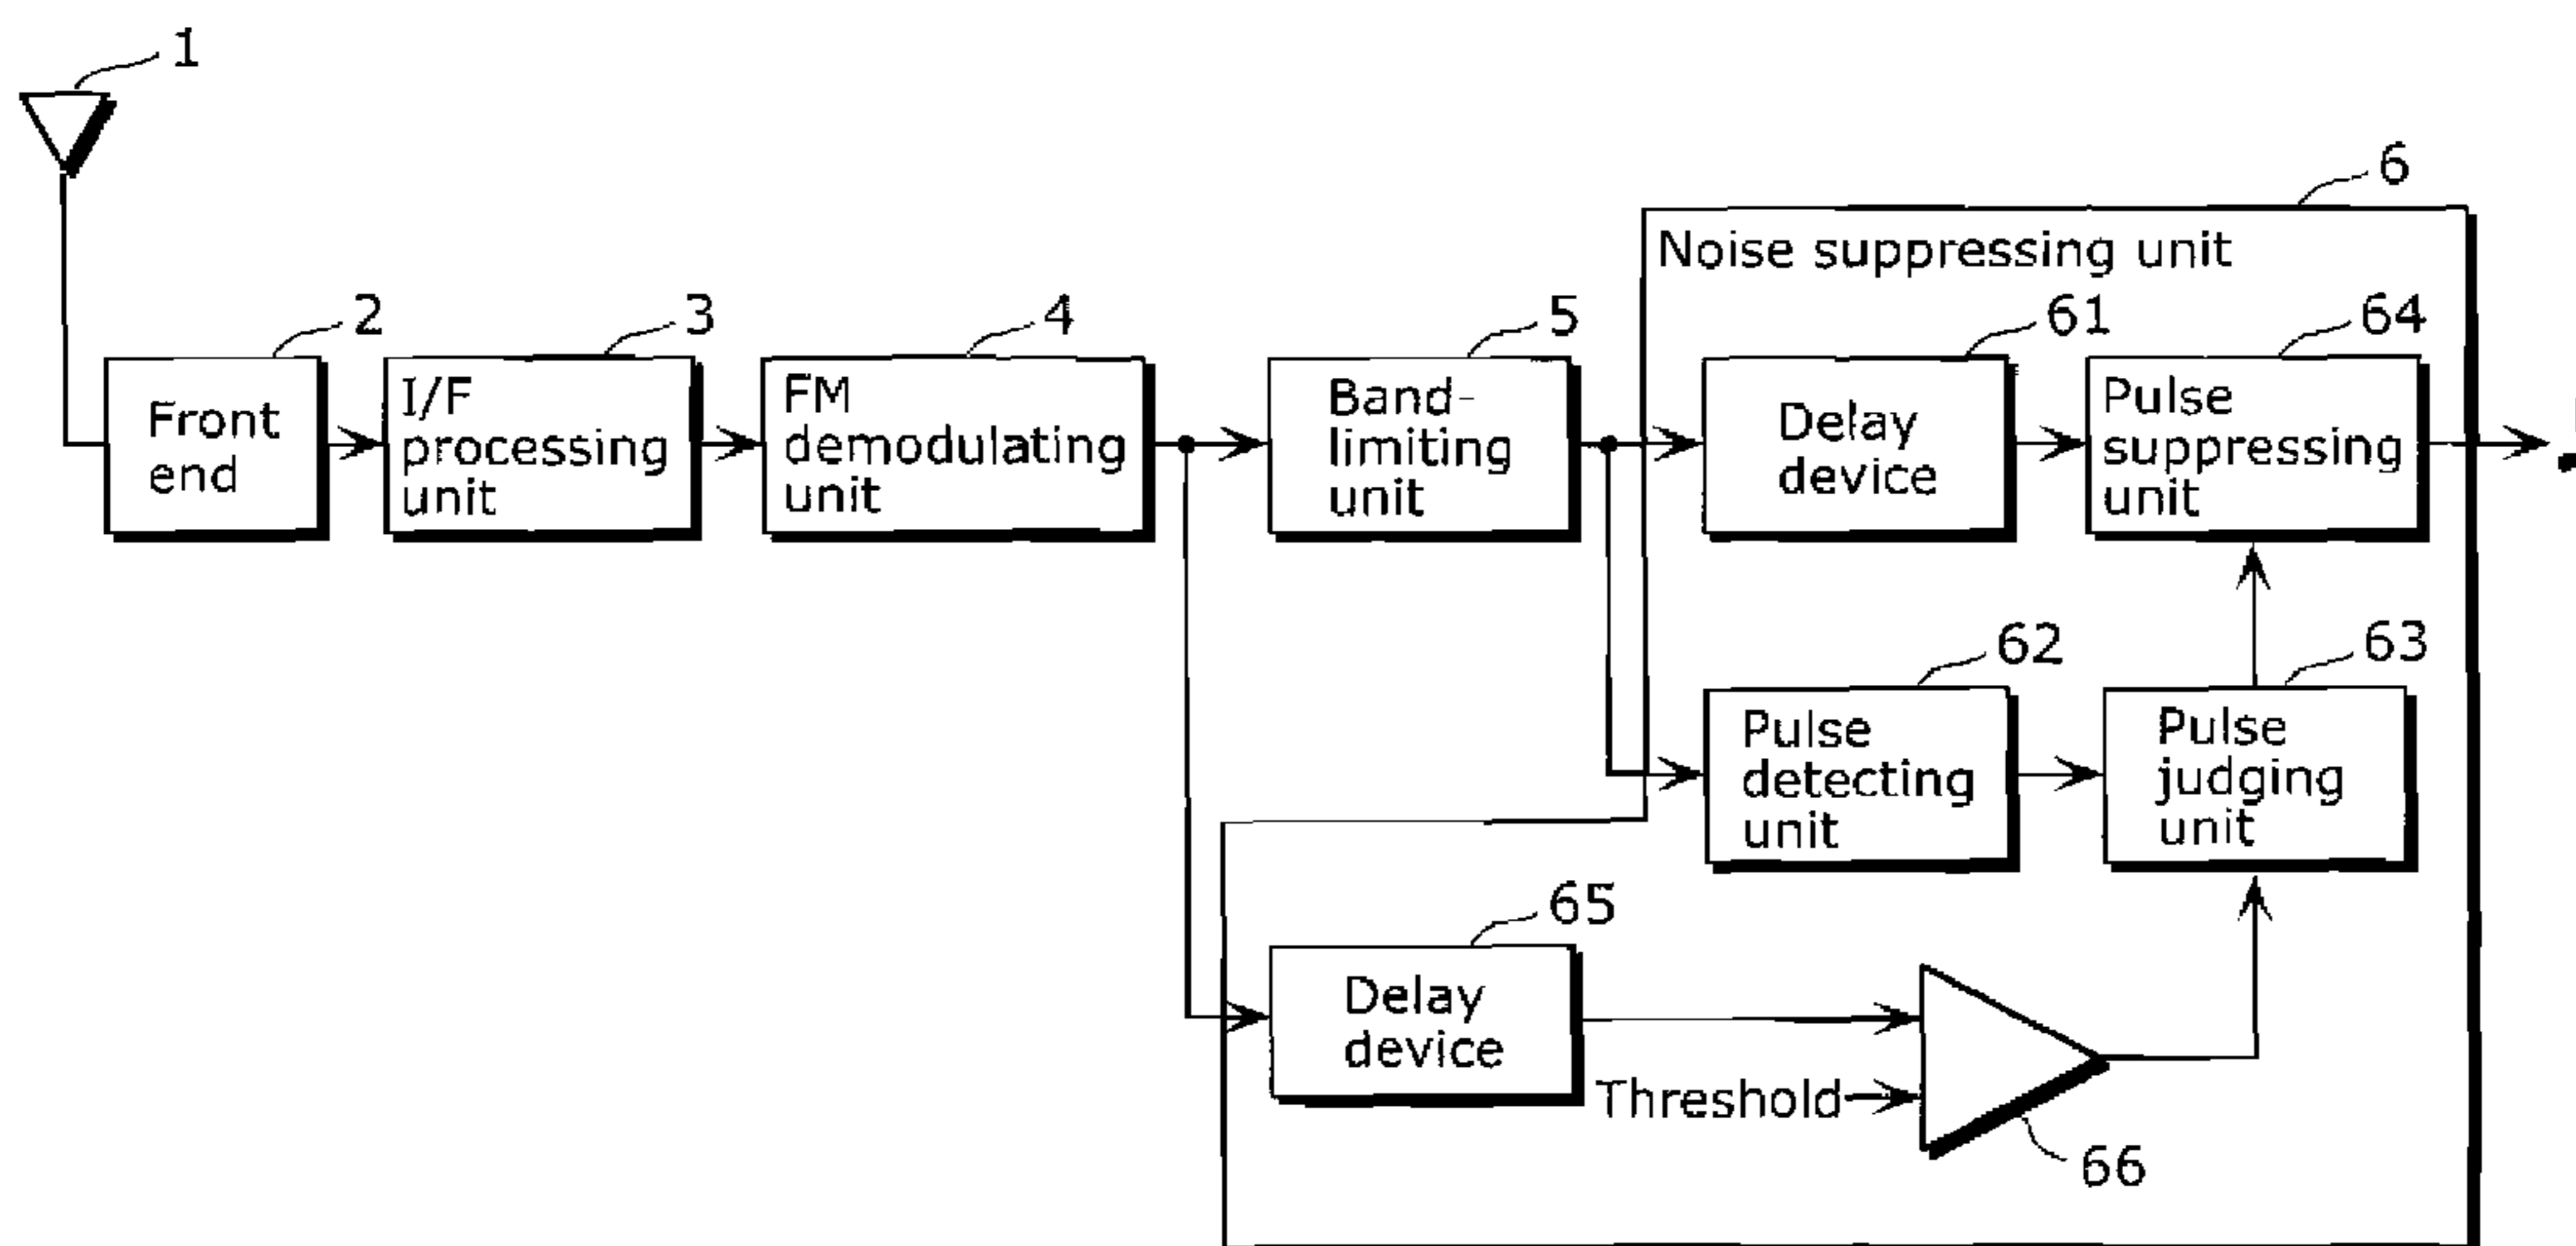 1
6
Noise suppressing unit
2
3
4
5
61
64
Front
end
I/F
processing
unit
FM
demodulating
unit
Band-
limiting
unit
Delay
device
Pulse
suppressing
unit
62
63
Pulse
detecting
unit
Pulse
judging
unit
65
Delay
device
Threshold
66